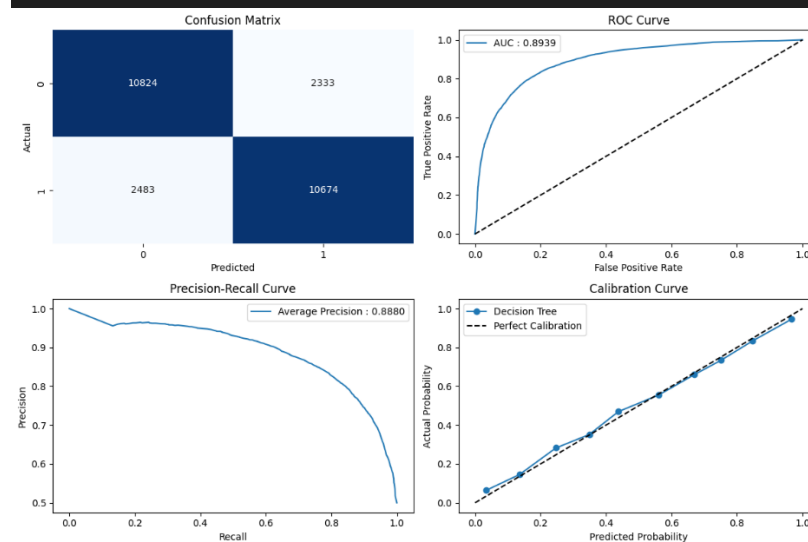 Confusion Matrix
10824 2333
2483 10674
0
1
Actual
0 1
Predicted
ROC Curve
AUC : 0.8939
1.0
0.8
0.6
0.4
0.2
0.0
True Positive Rate
0.0 0.2 0.4 0.6 0.8 1.0
False Positive Rate
Precision-Recall Curve
Average Precision : 0.8880
1.0
0.9
0.8
0.7
0.6
0.5
Precision
0.0 0.2 0.4 0.6 0.8 1.0
Recall
Calibration Curve
Decision Tree
Perfect Calibration
1.0
0.8
0.6
0.4
0.2
0.0
Actual Probability
0.0 0.2 0.4 0.6 0.8 1.0
Predicted Probability